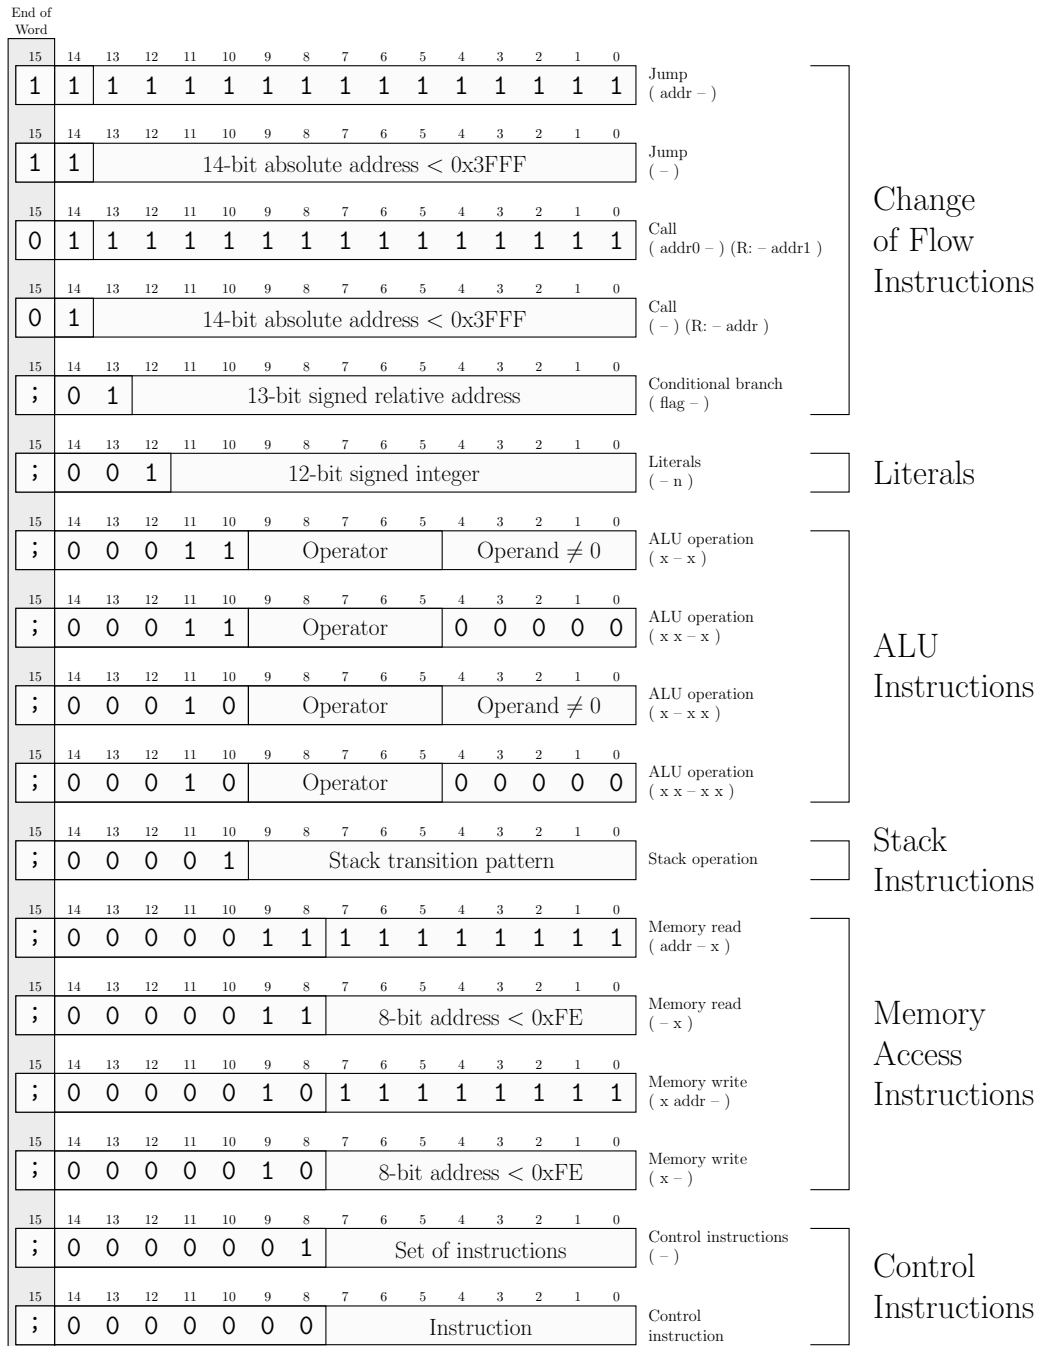 End of
Word
15 14 13 12 11 10 9 8 7 6 5 4 3 2 1 0
1 1 1 1 1 1 1 1 1 1 1 1 1 1 1 1
Jump
( addr – )
15 14 13 12 11 10 9 8 7 6 5 4 3 2 1 0
1 1 14-bit absolute address < 0x3FFF
Jump
( – )
15 14 13 12 11 10 9 8 7 6 5 4 3 2 1 0
0 1 1 1 1 1 1 1 1 1 1 1 1 1 1 1
Call
( addr0 – ) (R: – addr1 )
15 14 13 12 11 10 9 8 7 6 5 4 3 2 1 0
0 1 14-bit absolute address < 0x3FFF
Call
( – ) (R: – addr )
15 14 13 12 11 10 9 8 7 6 5 4 3 2 1 0
; 0 1 13-bit signed relative address
Conditional branch
( flag – )
Change
of Flow
Instructions
15 14 13 12 11 10 9 8 7 6 5 4 3 2 1 0
; 0 0 1 12-bit signed integer
Literals
( – n )
Literals
15 14 13 12 11 10 9 8 7 6 5 4 3 2 1 0
; 0 0 0 1 1 Operator Operand ≠ 0
ALU operation
( x – x )
15 14 13 12 11 10 9 8 7 6 5 4 3 2 1 0
; 0 0 0 1 1 Operator 0 0 0 0 0
ALU operation
( x x – x )
15 14 13 12 11 10 9 8 7 6 5 4 3 2 1 0
; 0 0 0 1 0 Operator Operand ≠ 0
ALU operation
( x – x x )
15 14 13 12 11 10 9 8 7 6 5 4 3 2 1 0
; 0 0 0 1 0 Operator 0 0 0 0 0
ALU operation
( x x – x x )
ALU
Instructions
15 14 13 12 11 10 9 8 7 6 5 4 3 2 1 0
; 0 0 0 0 1 Stack transition pattern
Stack operation
Stack
Instructions
15 14 13 12 11 10 9 8 7 6 5 4 3 2 1 0
; 0 0 0 0 0 1 1 1 1 1 1 1 1 1 1
Memory read
( addr – x )
15 14 13 12 11 10 9 8 7 6 5 4 3 2 1 0
; 0 0 0 0 0 1 1 8-bit address < 0xFE
Memory read
( – x )
15 14 13 12 11 10 9 8 7 6 5 4 3 2 1 0
; 0 0 0 0 0 1 0 1 1 1 1 1 1 1 1
Memory write
( x addr – )
15 14 13 12 11 10 9 8 7 6 5 4 3 2 1 0
; 0 0 0 0 0 1 0 8-bit address < 0xFE
Memory write
( x – )
Memory
Access
Instructions
15 14 13 12 11 10 9 8 7 6 5 4 3 2 1 0
; 0 0 0 0 0 0 1 Set of instructions
Control instructions
( – )
15 14 13 12 11 10 9 8 7 6 5 4 3 2 1 0
; 0 0 0 0 0 0 0 Instruction
Control
instruction
Control
Instructions